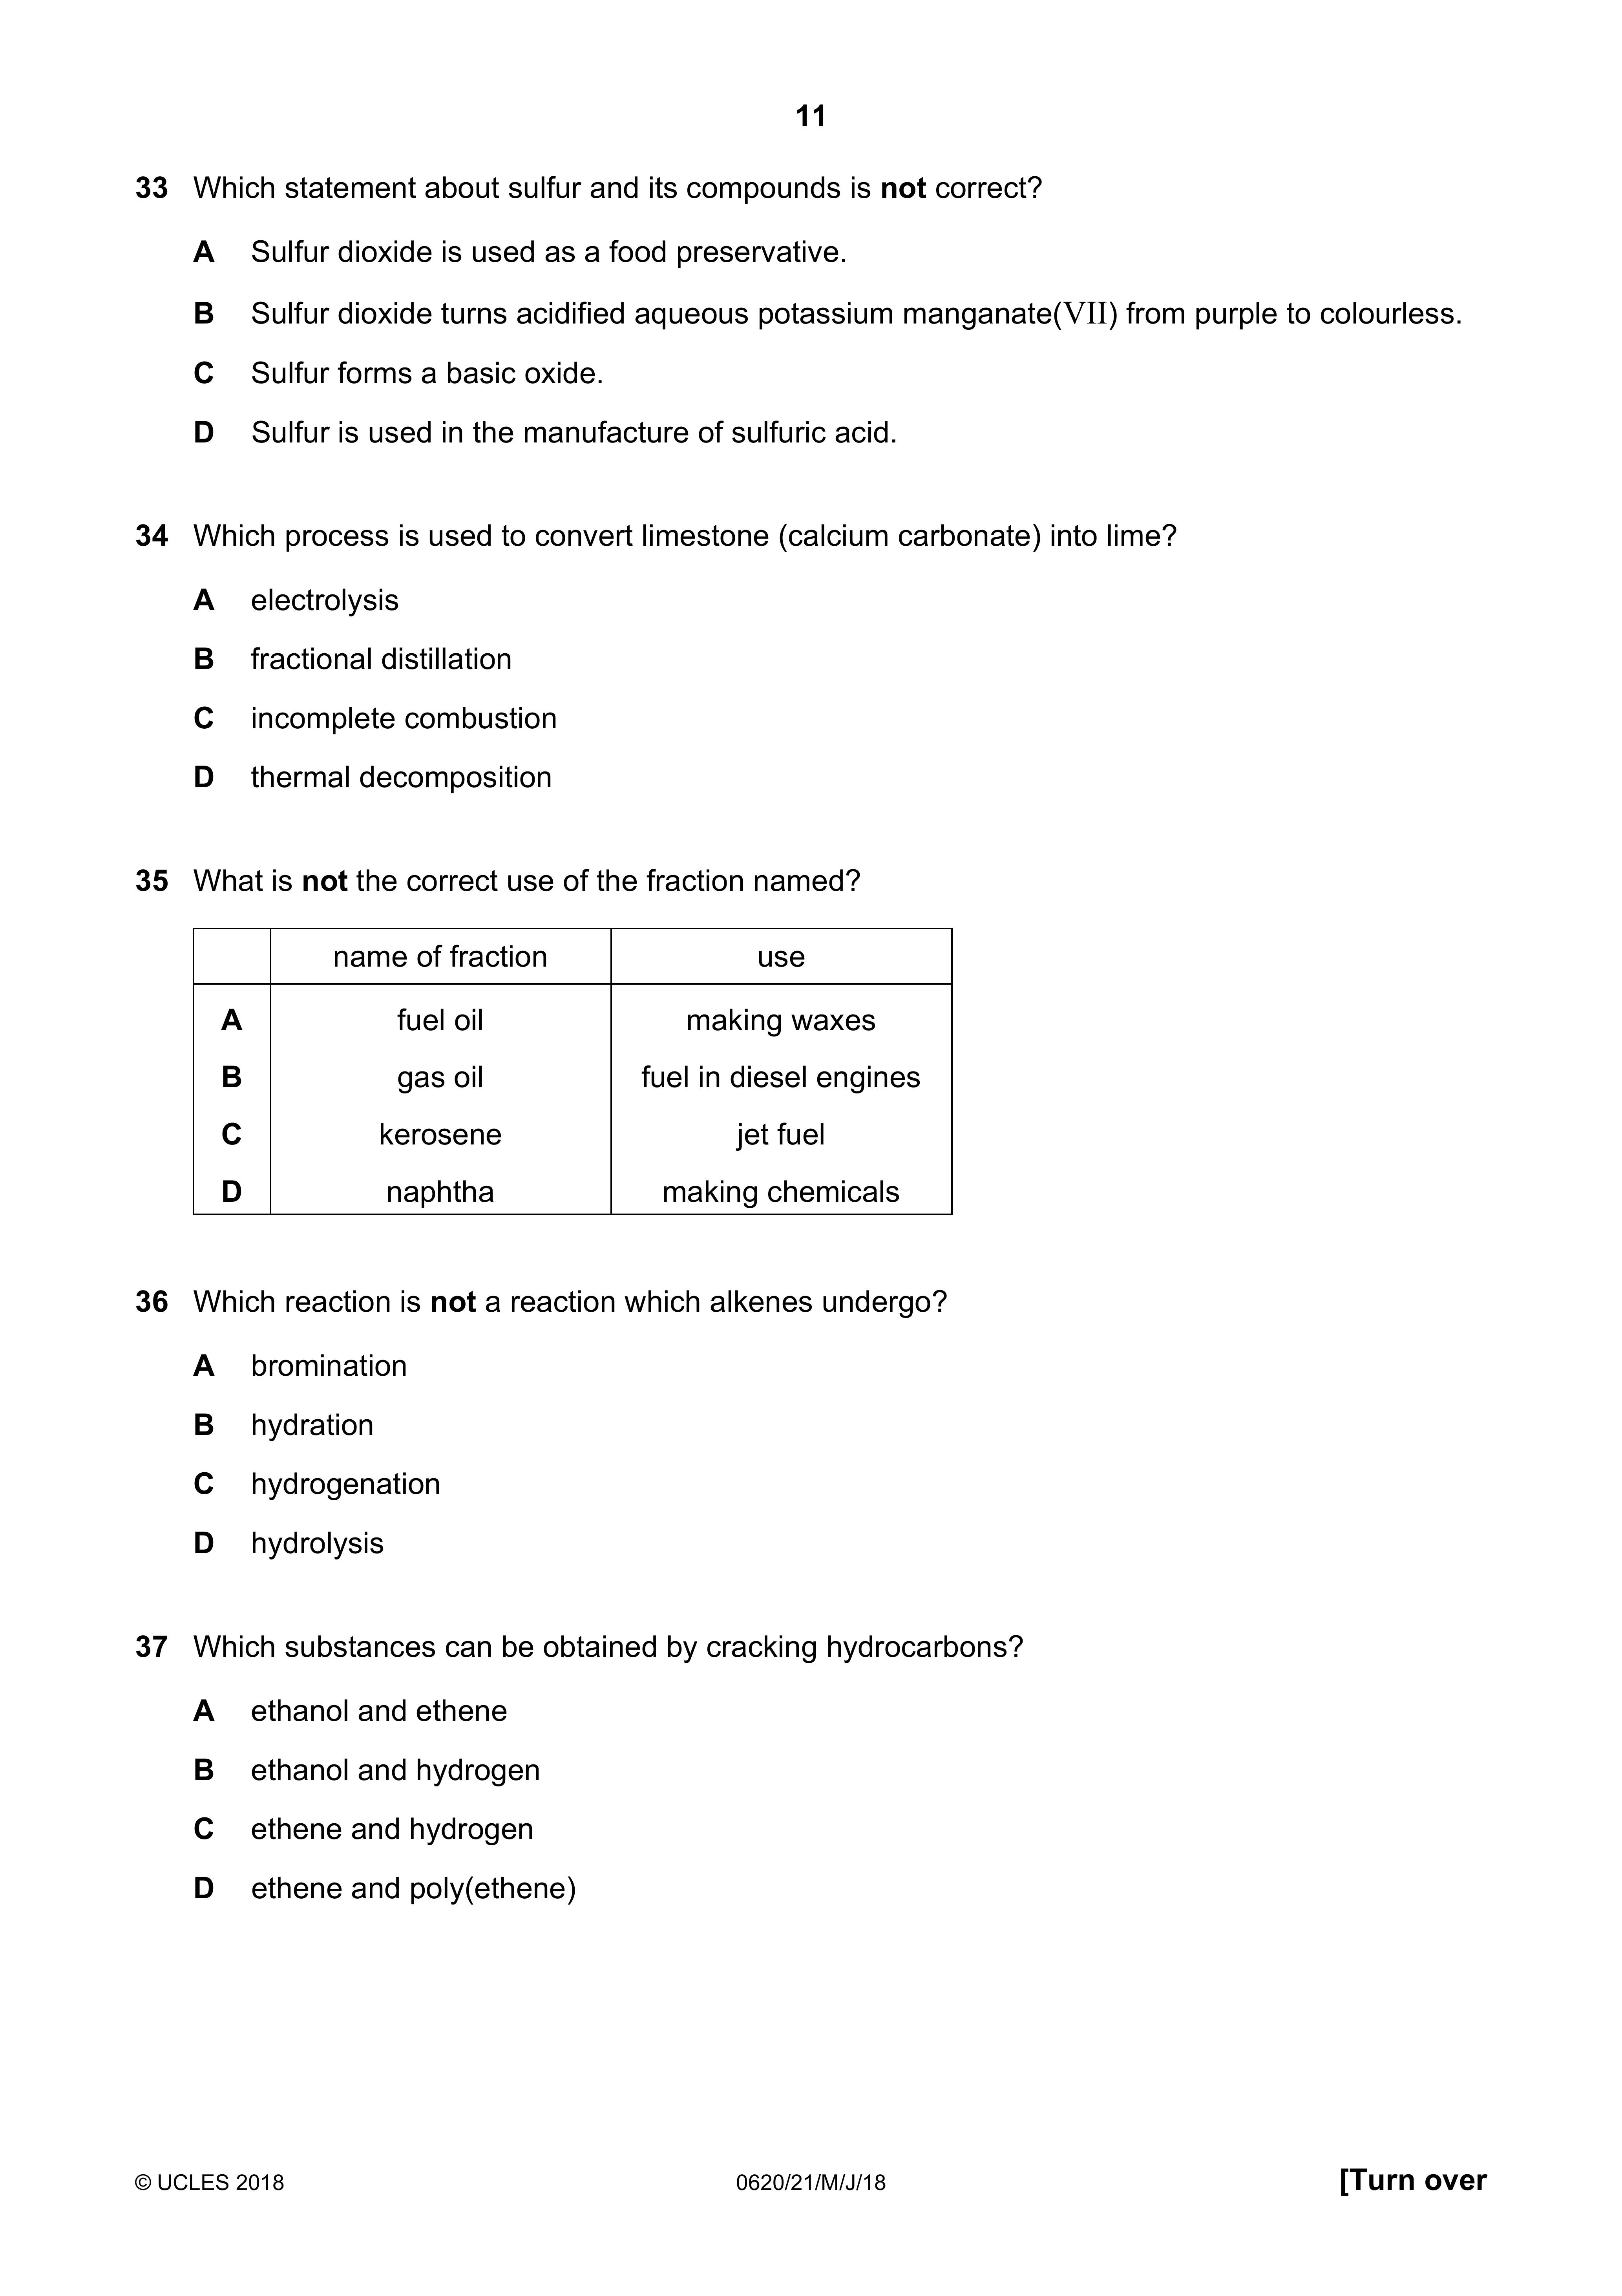 11
33 Which statement about sulfur and its compounds is not correct?
A Sulfur dioxide is used as a food preservative.
B Sulfur dioxide turns acidified aqueous potassium manganate(VII) from purple to colourless.
C Sulfur forms a basic oxide.
D Sulfur is used in the manufacture of sulfuric acid.
34 Which process is used to convert limestone (calcium carbonate) into lime?
A electrolysis
B fractional distillation
C incomplete combustion
D thermal decomposition
35 What is not the correct use of the fraction named?
name of fraction use
A fuel oil making waxes
B gas oil fuel in diesel engines
C kerosene jet fuel
D naphtha making chemicals
36 Which reaction is not a reaction which alkenes undergo?
A bromination
B hydration
C hydrogenation
D hydrolysis
37 Which substances can be obtained by cracking hydrocarbons?
A ethanol and ethene
B ethanol and hydrogen
C ethene and hydrogen
D ethene and poly(ethene)
© UCLES 2018 0620/21/M/J/18 [Turn over